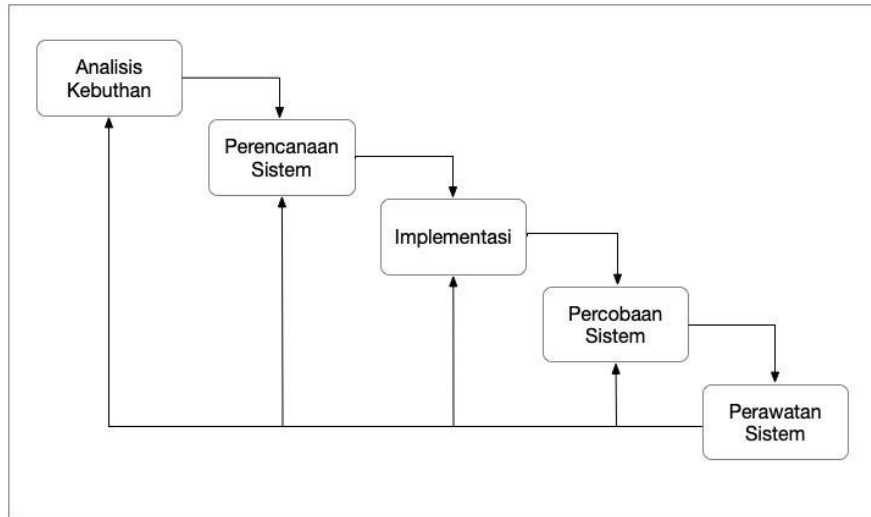 Analisis
Kebuthan
Perencanaan
Sistem
Implementasi
Percobaan
Sistem
Perawatan
Sistem